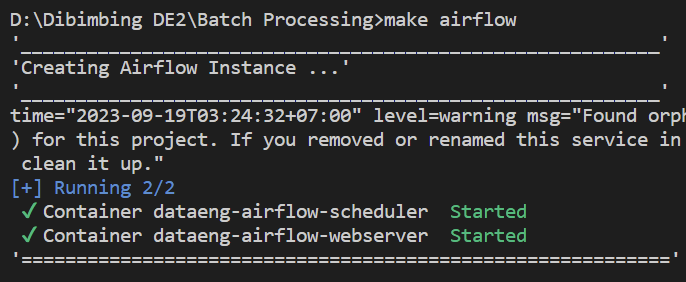 D:\Dibimbing DE2\Batch Processing>make airflow
'__________________________________________________________'
'Creating Airflow Instance ...'
'__________________________________________________________'
time="2023-09-19T03:24:32+07:00" level=warning msg="Found orph
) for this project. If you removed or renamed this service in
clean it up."
[+] Running 2/2
✓ Container dataeng-airflow-scheduler Started
✓ Container dataeng-airflow-webserver Started
'==========================================================='